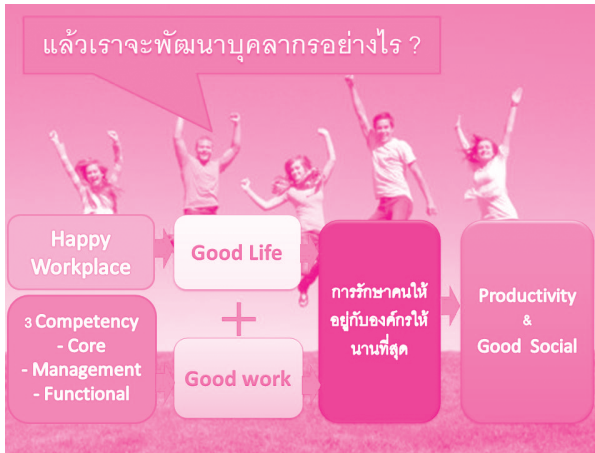 แล้วเราจะพัฒนาบุคลากรอย่างไร ?
Happy
Workplace
Good Life
3 Competency
- Core
- Management
- Functional
+
Good work
การรักษาคนให้
อยู่กับองค์กรให้
นานที่สุด
Productivity
&
Good Social